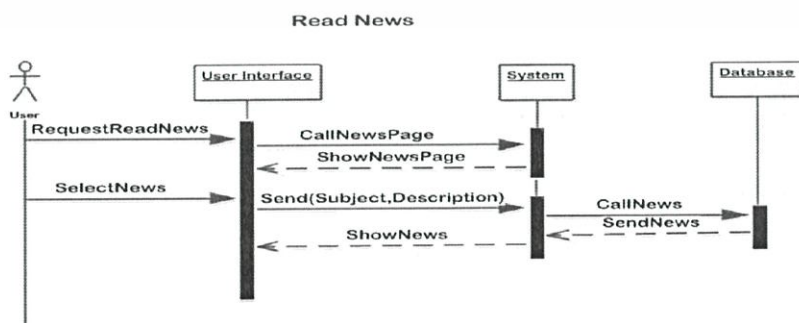 Read News
User Interface
System
Database
User
RequestReadNews
CallNewsPage
ShowNewsPage
SelectNews
Send(Subject,Description)
CallNews
SendNews
ShowNews